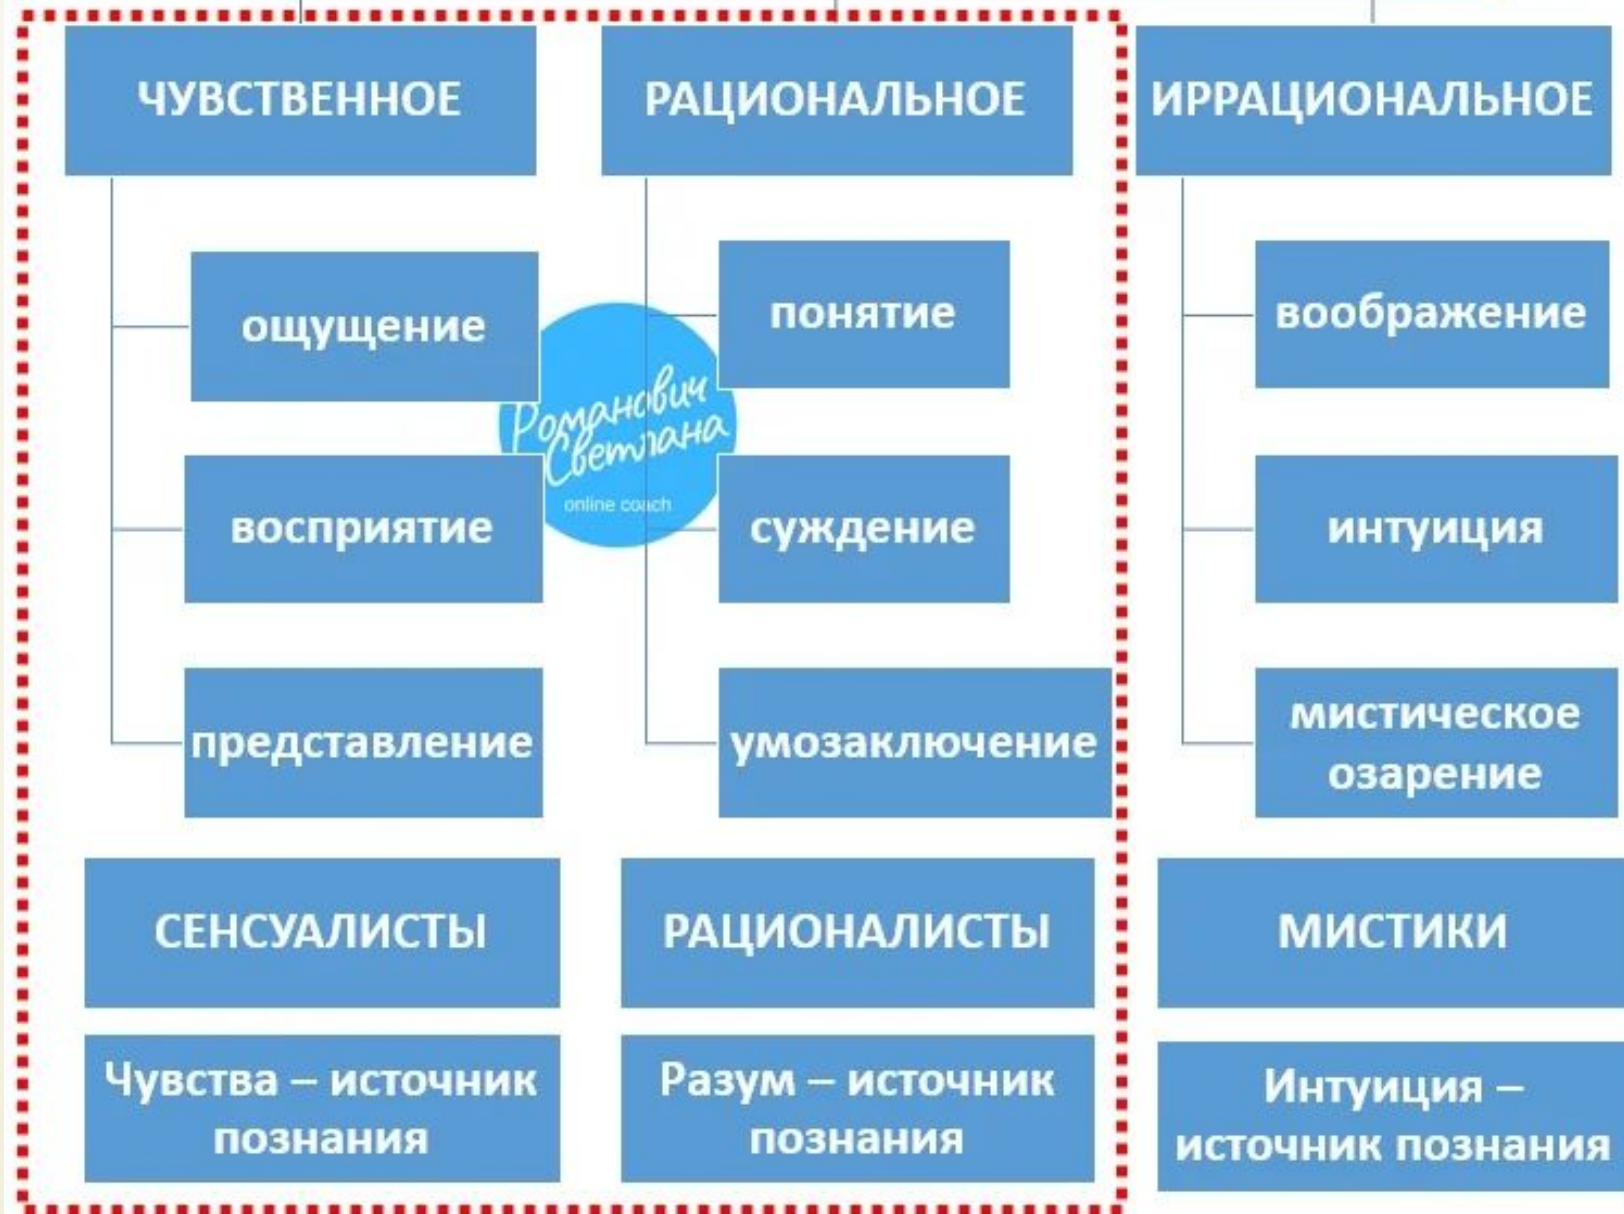 ЧУВСТВЕННОЕ
ощущение
восприятие
представление
СЕНСУАЛИСТЫ
Чувства – источник
познания
РАЦИОНАЛЬНОЕ
понятие
суждение
умозаключение
РАЦИОНАЛИСТЫ
Разум – источник
познания
ИРРАЦИОНАЛЬНОЕ
воображение
интуиция
мистическое
озарение
МИСТИКИ
Интуиция –
источник познания
Романович
Светлана
online coach